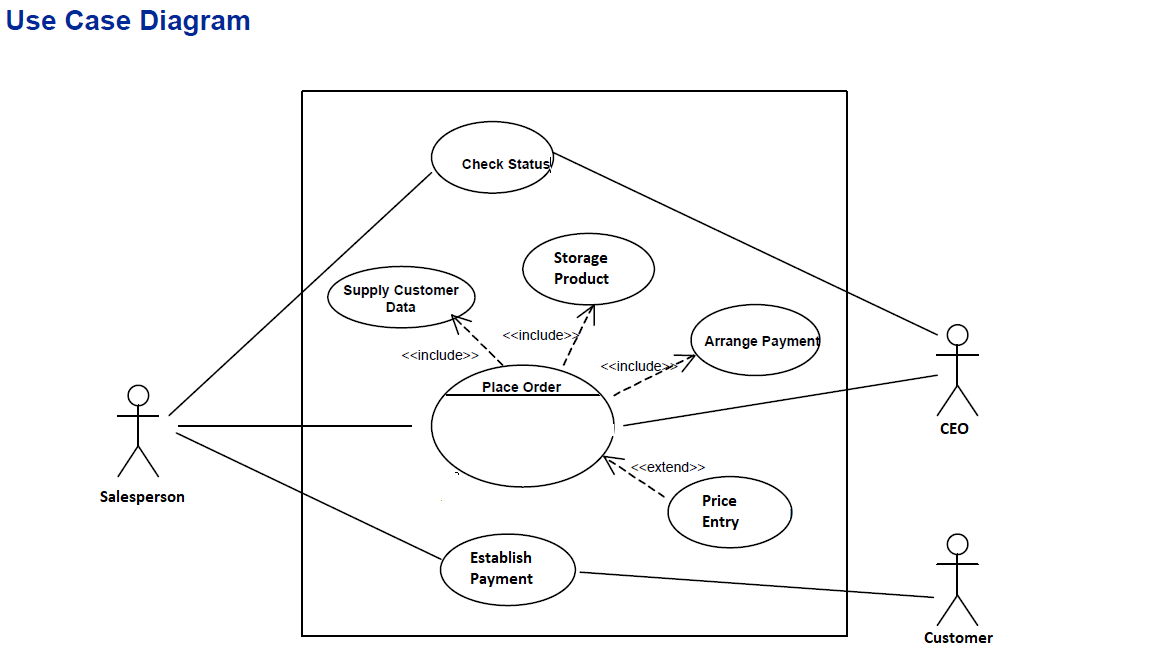 Use Case Diagram
Check Status
Storage
Product
Supply Customer
Data
<<include>>
<<include>>
Arrange Payment
<<include>>
Place Order
CEO
<<extend>>
Salesperson
Price
Entry
Establish
Payment
Customer